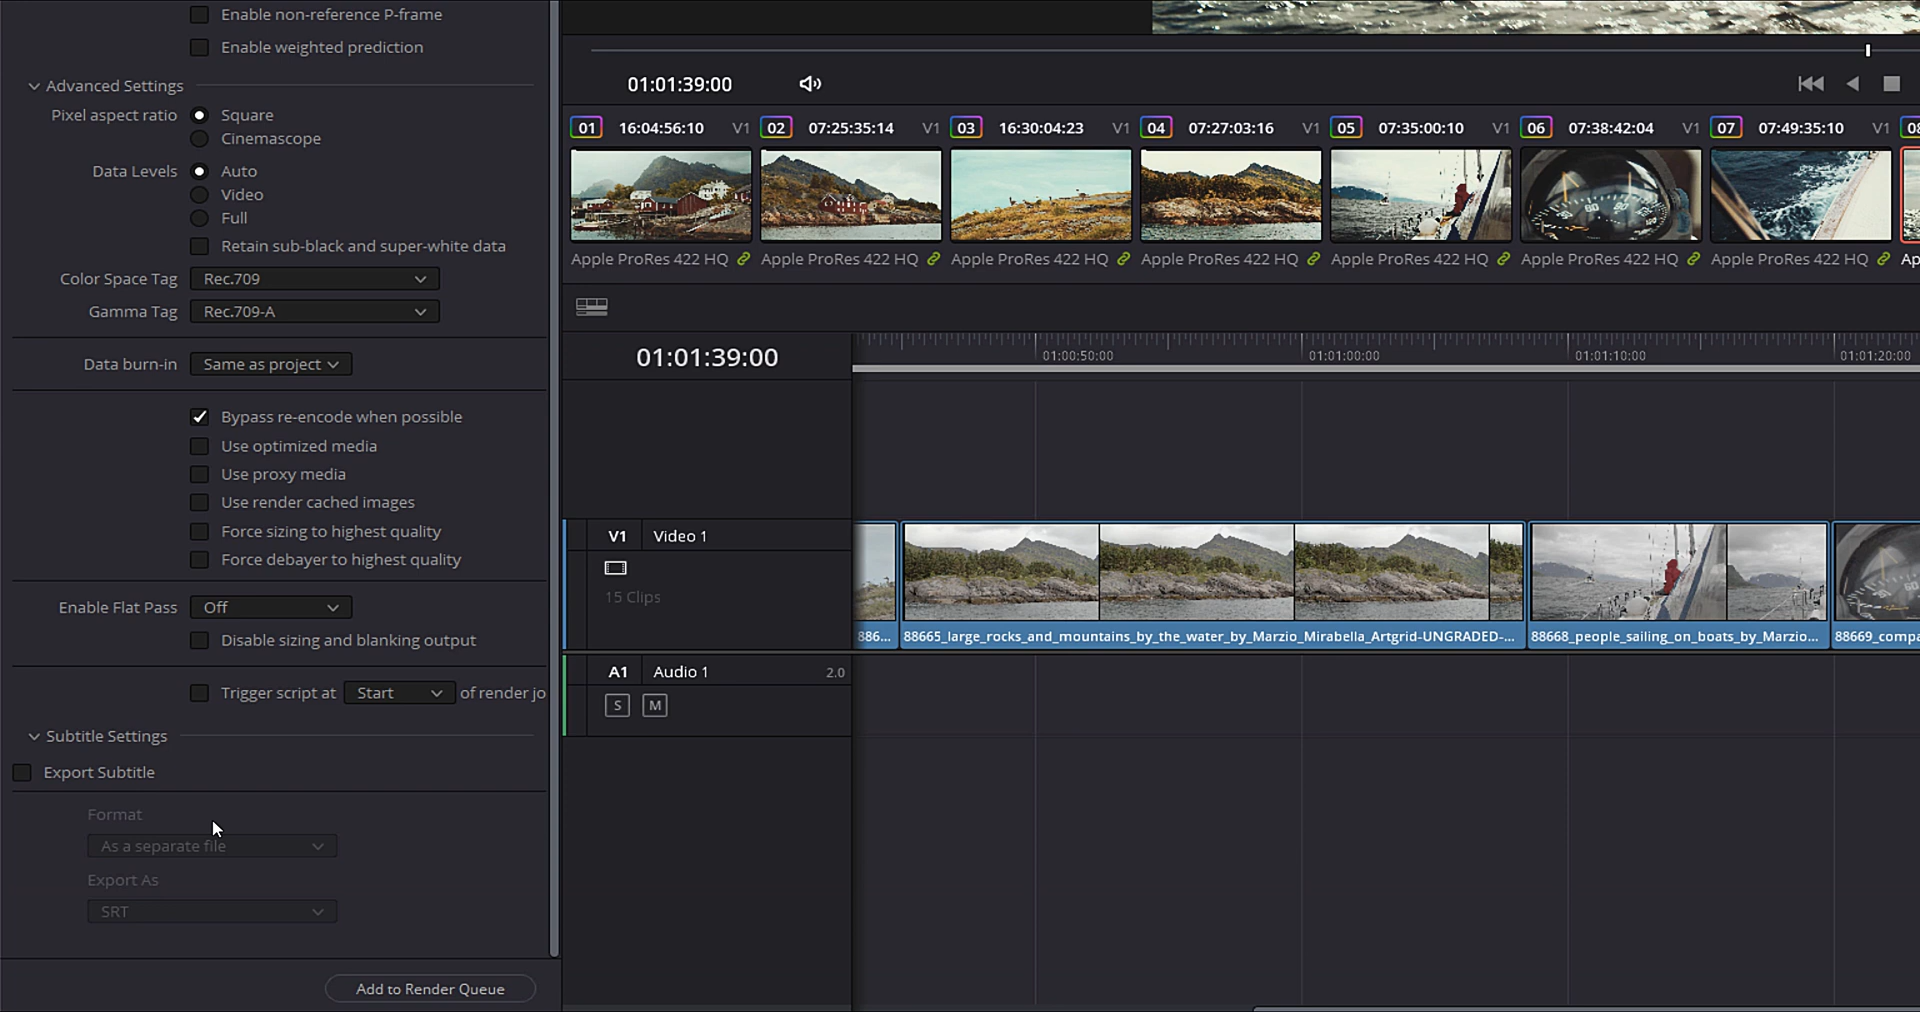 Enable non-reference P-frame
Enable weighted prediction
Advanced Settings
Pixel aspect ratio Square
Cinemascope
Data Levels Auto
Video
Full
Retain sub-black and super-white data
Color Space Tag Rec.709
Gamma Tag Rec.709-A
Data burn-in Same as project
Bypass re-encode when possible
Use optimized media
Use proxy media
Use render cached images
Force sizing to highest quality
Force debayer to highest quality
Enable Flat Pass Off
Disable sizing and blanking output
Trigger script at Start of render jo
Subtitle Settings
Export Subtitle
Format
As a separate file
Export As
SRT
Add to Render Queue
01:01:39:00
01 16:04:56:10 V1 02 07:25:35:14 V1 03 16:30:04:23 V1 04 07:27:03:16 V1 05 07:35:00:10 V1 06 07:38:42:04 V1 07 07:49:35:10 V1 08
Apple ProRes 422 HQ Apple ProRes 422 HQ Apple ProRes 422 HQ Apple ProRes 422 HQ Apple ProRes 422 HQ Apple ProRes 422 HQ Apple ProRes 422 HQ Ap
01:01:39:00
01:00:50:00 01:01:00:00 01:01:10:00 01:01:20:00
V1 Video 1
15 Clips
886... 88665_large_rocks_and_mountains_by_the_water_by_Marzio_Mirabella_Artgrid-UNGRADED-... 88668_people_sailing_on_boats_by_Marzio... 88669_compa
A1 Audio 1 2.0
S M